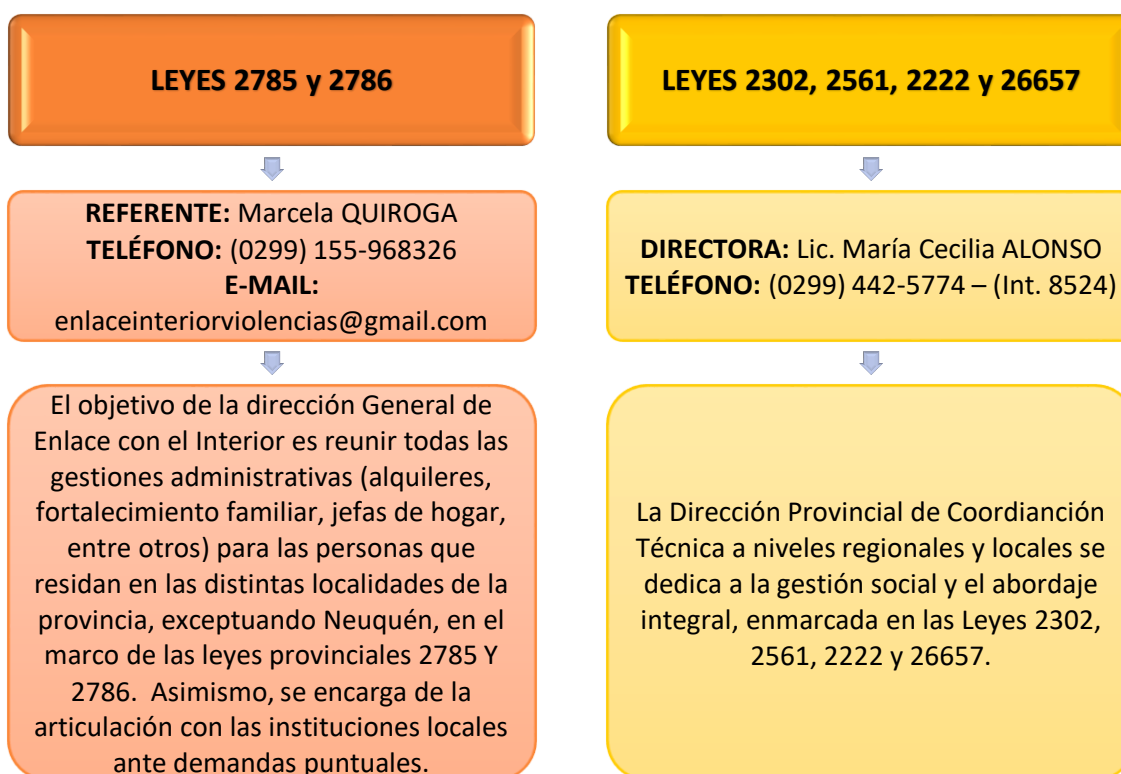 LEYES 2785 y 2786
REFERENTE: Marcela QUIROGA
TELÉFONO: (0299) 155-968326
E-MAIL:
enlaceinteriorviolencias@gmail.com
El objetivo de la dirección General de
Enlace con el Interior es reunir todas las
gestiones administrativas (alquileres,
fortalecimiento familiar, jefas de hogar,
entre otros) para las personas que
residan en las distintas localidades de la
provincia, exceptuando Neuquén, en el
marco de las leyes provinciales 2785 Y
2786.  Asimismo, se encarga de la
articulación con las instituciones locales
ante demandas puntuales.
LEYES 2302, 2561, 2222 y 26657
DIRECTORA: Lic. María Cecilia ALONSO
TELÉFONO: (0299) 442-5774 – (Int. 8524)
La Dirección Provincial de Coordianción
Técnica a niveles regionales y locales se
dedica a la gestión social y el abordaje
integral, enmarcada en las Leyes 2302,
2561, 2222 y 26657.